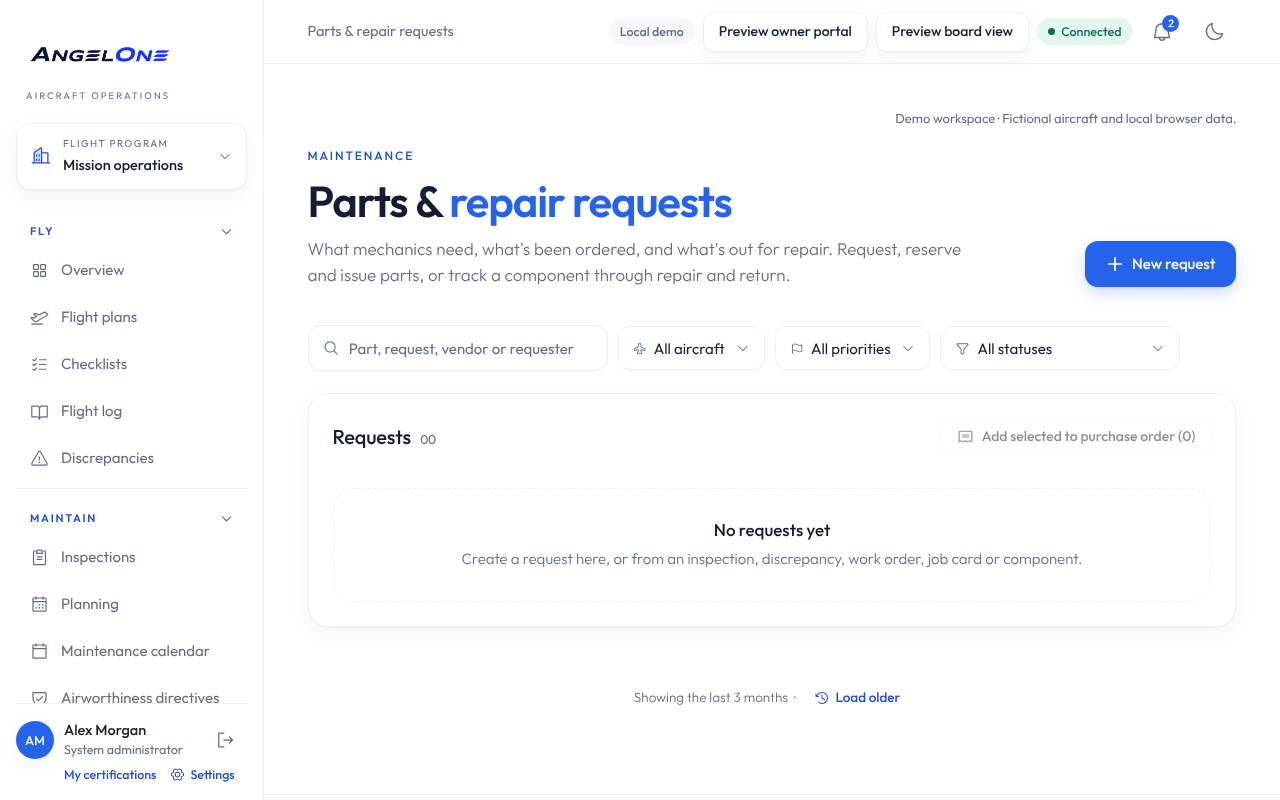 ANGELONE
AIRCRAFT OPERATIONS
FLIGHT PROGRAM
Mission operations
FLY
Overview
Flight plans
Checklists
Flight log
Discrepancies
MAINTAIN
Inspections
Planning
Maintenance calendar
Airworthiness directives
AM
Alex Morgan
System administrator
My certifications
Settings
Parts & repair requests
Local demo
Preview owner portal
Preview board view
Connected
2
Demo workspace · Fictional aircraft and local browser data.
MAINTENANCE
Parts & repair requests
What mechanics need, what's been ordered, and what's out for repair. Request, reserve
and issue parts, or track a component through repair and return.
New request
Part, request, vendor or requester
All aircraft
All priorities
All statuses
Requests 00
Add selected to purchase order (0)
No requests yet
Create a request here, or from an inspection, discrepancy, work order, job card or component.
Showing the last 3 months ·
Load older